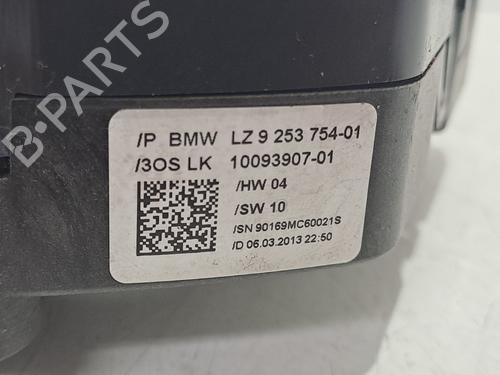 /P BMW LZ 9 253 754-01
/3OS LK 10093907-01
/HW 04
/SW 10
/SN 90169MC60021S
/D 06.03.2013 22:50
B-PARTS